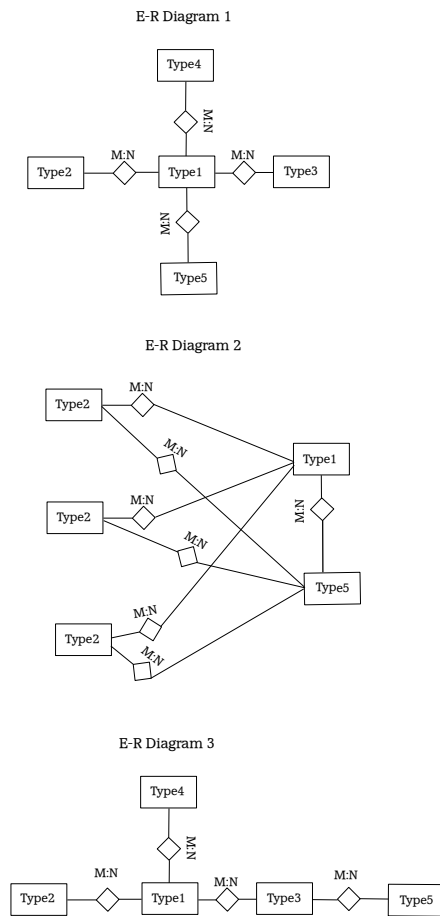 E-R Diagram 1
Type4
M:N
M:N
M:N
Type2
Type1
Type3
M:N
Type5
E-R Diagram 2
M:N
Type2
M:N
Type1
M:N
M:N
Type2
M:N
Type5
M:N
Type2
M:N
E-R Diagram 3
Type4
M:N
M:N
M:N
M:N
Type2
Type1
Type3
Type5